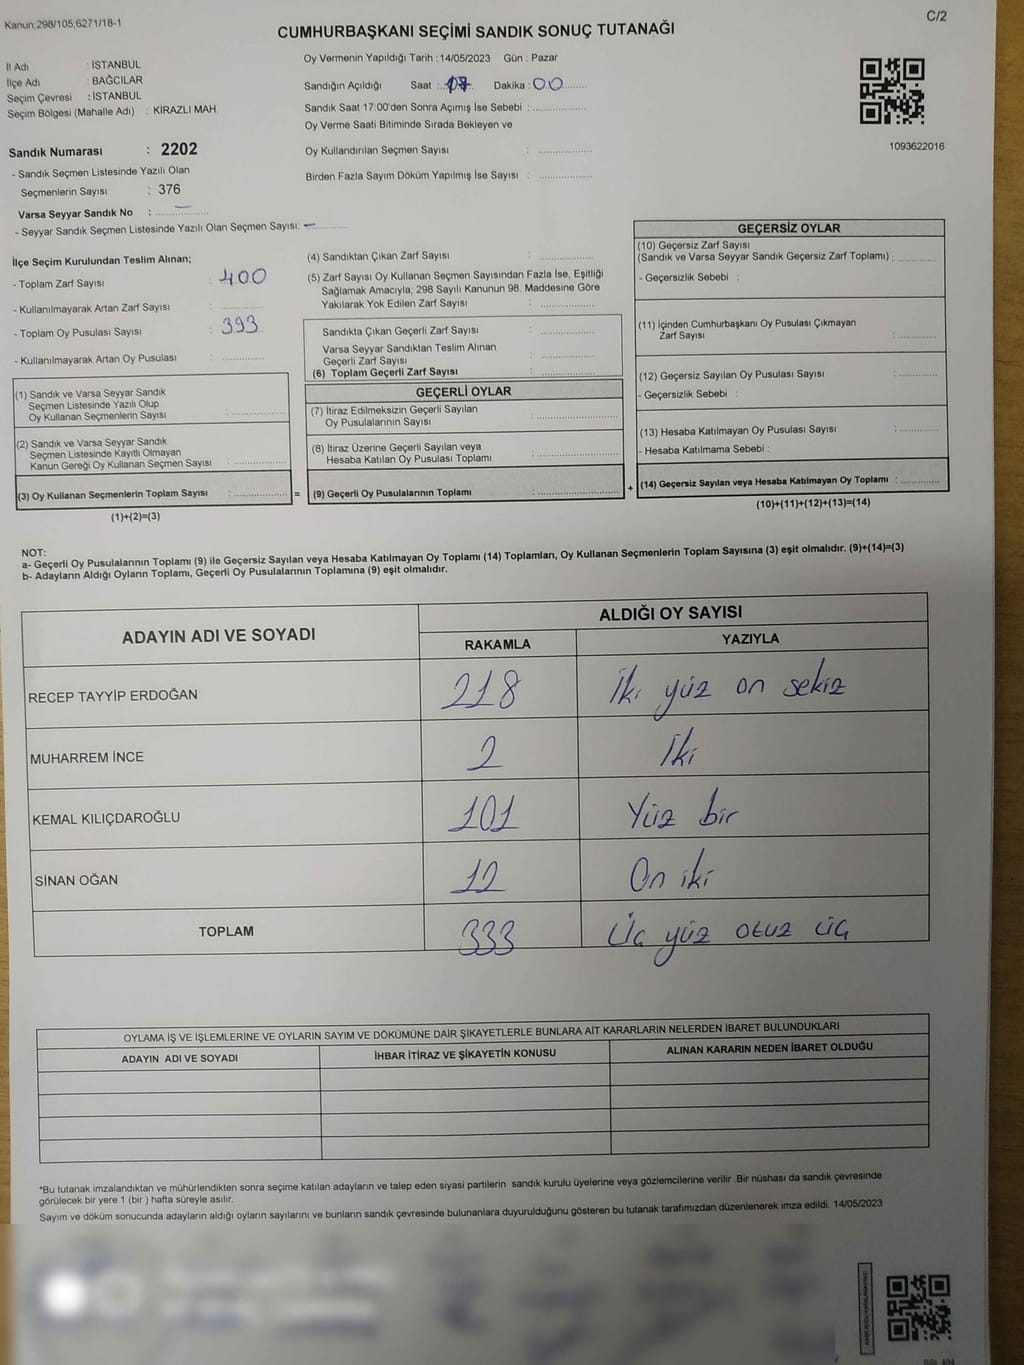 Kanun:298/105,6271/18-1
C/2
CUMHURBAŞKANI SEÇİMİ SANDIK SONUÇ TUTANAĞI
İl Adı : İSTANBUL
İlçe Adı : BAĞCILAR
Seçim Çevresi : İSTANBUL
Seçim Bölgesi (Mahalle Adı) : KİRAZLI MAH.
Sandık Numarası : 2202
- Sandık Seçmen Listesinde Yazılı Olan
Seçmenlerin Sayısı : 376
Varsa Seyyar Sandık No : —
- Seyyar Sandık Seçmen Listesinde Yazılı Olan Seçmen Sayısı: —
Oy Vermenin Yapıldığı Tarih : 14/05/2023 Gün : Pazar
Sandığın Açıldığı Saat : Dakika : 00
Sandık Saat 17:00'den Sonra Açımış İse Sebebi :
Oy Verme Saati Bitiminde Sırada Bekleyen ve
Oy Kullandırılan Seçmen Sayısı :
Birden Fazla Sayım Döküm Yapılmış İse Sayısı :
1093622016
İlçe Seçim Kurulundan Teslim Alınan;
- Toplam Zarf Sayısı : 400
- Kullanılmayarak Artan Zarf Sayısı :
- Toplam Oy Pusulası Sayısı : 393
- Kullanılmayarak Artan Oy Pusulası :
(1) Sandık ve Varsa Seyyar Sandık
Seçmen Listesinde Yazılı Olup
Oy Kullanan Seçmenlerin Sayısı :
(2) Sandık ve Varsa Seyyar Sandık
Seçmen Listesinde Kayıtlı Olmayan
Kanun Gereği Oy Kullanan Seçmen Sayısı :
(3) Oy Kullanan Seçmenlerin Toplam Sayısı :
(1)+(2)=(3)
=
(4) Sandıktan Çıkan Zarf Sayısı :
(5) Zarf Sayısı Oy Kullanan Seçmen Sayısından Fazla İse, Eşitliği
Sağlamak Amacıyla, 298 Sayılı Kanunun 98. Maddesine Göre
Yakılarak Yok Edilen Zarf Sayısı :
Sandıkta Çıkan Geçerli Zarf Sayısı :
Varsa Seyyar Sandıktan Teslim Alınan
Geçerli Zarf Sayısı :
(6) Toplam Geçerli Zarf Sayısı :
GEÇERLİ OYLAR
(7) İtiraz Edilmeksizin Geçerli Sayılan
Oy Pusulalarının Sayısı :
(8) İtiraz Üzerine Geçerli Sayılan veya
Hesaba Katılan Oy Pusulası Toplamı :
(9) Geçerli Oy Pusulalarının Toplamı :
+
GEÇERSİZ OYLAR
(10) Geçersiz Zarf Sayısı
(Sandık ve Varsa Seyyar Sandık Geçersiz Zarf Toplamı) :
- Geçersizlik Sebebi :
(11) İçinden Cumhurbaşkanı Oy Pusulası Çıkmayan
Zarf Sayısı :
(12) Geçersiz Sayılan Oy Pusulası Sayısı :
- Geçersizlik Sebebi :
(13) Hesaba Katılmayan Oy Pusulası Sayısı :
- Hesaba Katılmama Sebebi :
(14) Geçersiz Sayılan veya Hesaba Katılmayan Oy Toplamı :
(10)+(11)+(12)+(13)=(14)
NOT:
a- Geçerli Oy Pusulalarının Toplamı (9) ile Geçersiz Sayılan veya Hesaba Katılmayan Oy Toplamı (14) Toplamları, Oy Kullanan Seçmenlerin Toplam Sayısına (3) eşit olmalıdır. (9)+(14)=(3)
b- Adayların Aldığı Oyların Toplamı, Geçerli Oy Pusulalarının Toplamına (9) eşit olmalıdır.
ADAYIN ADI VE SOYADI
ALDIĞI OY SAYISI
RAKAMLA YAZIYLA
RECEP TAYYİP ERDOĞAN 218 İki yüz on sekiz
MUHARREM İNCE 2 İki
KEMAL KILIÇDAROĞLU 101 Yüz bir
SİNAN OĞAN 12 On iki
TOPLAM 333 Üç yüz otuz üç
OYLAMA İŞ VE İŞLEMLERİNE VE OYLARIN SAYIM VE DÖKÜMÜNE DAİR ŞİKAYETLERLE BUNLARA AİT KARARLARIN NELERDEN İBARET BULUNDUKLARI
ADAYIN ADI VE SOYADI İHBAR İTİRAZ VE ŞİKAYETİN KONUSU ALINAN KARARIN NEDEN İBARET OLDUĞU
*Bu tutanak imzalandıktan ve mühürlendikten sonra seçime katılan adayların ve talep eden siyasi partilerin sandık kurulu üyelerine veya gözlemcilerine verilir .Bir nüshası da sandık çevresinde
görülecek bir yere 1 (bir ) hafta süreyle asılır.
Sayım ve döküm sonucunda adayların aldığı oyların sayılarını ve bunların sandık çevresinde bulunanlara duyurulduğunu gösteren bu tutanak tarafımızdan düzenlenerek imza edildi. 14/05/2023